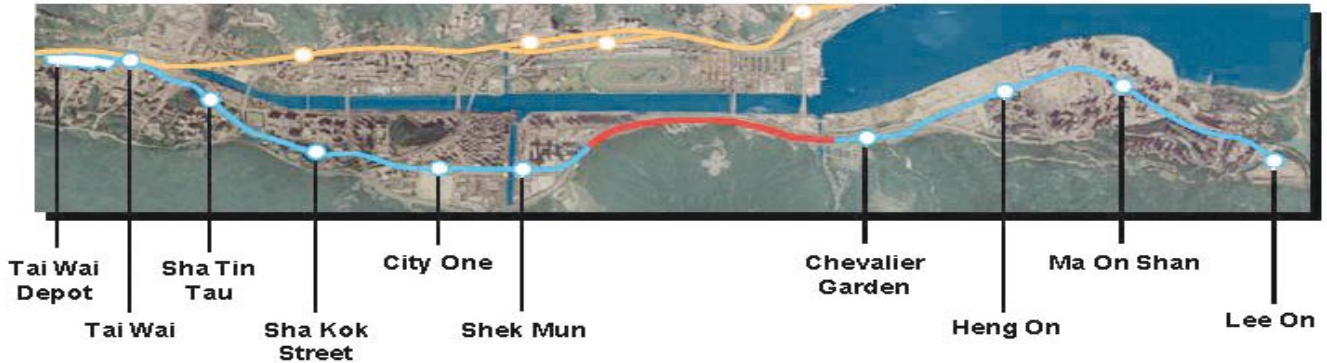 Tai Wai
Depot
Tai Wai
Sha Tin
Tau
Sha Kok
Street
City One
Shek Mun
Chevalier
Garden
Heng On
Ma On Shan
Lee On